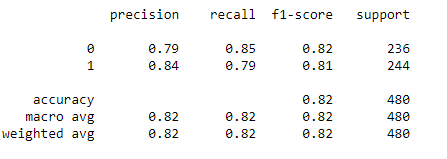 precision recall f1-score support
0 0.79 0.85 0.82 236
1 0.84 0.79 0.81 244
accuracy 0.82 480
macro avg 0.82 0.82 0.82 480
weighted avg 0.82 0.82 0.82 480